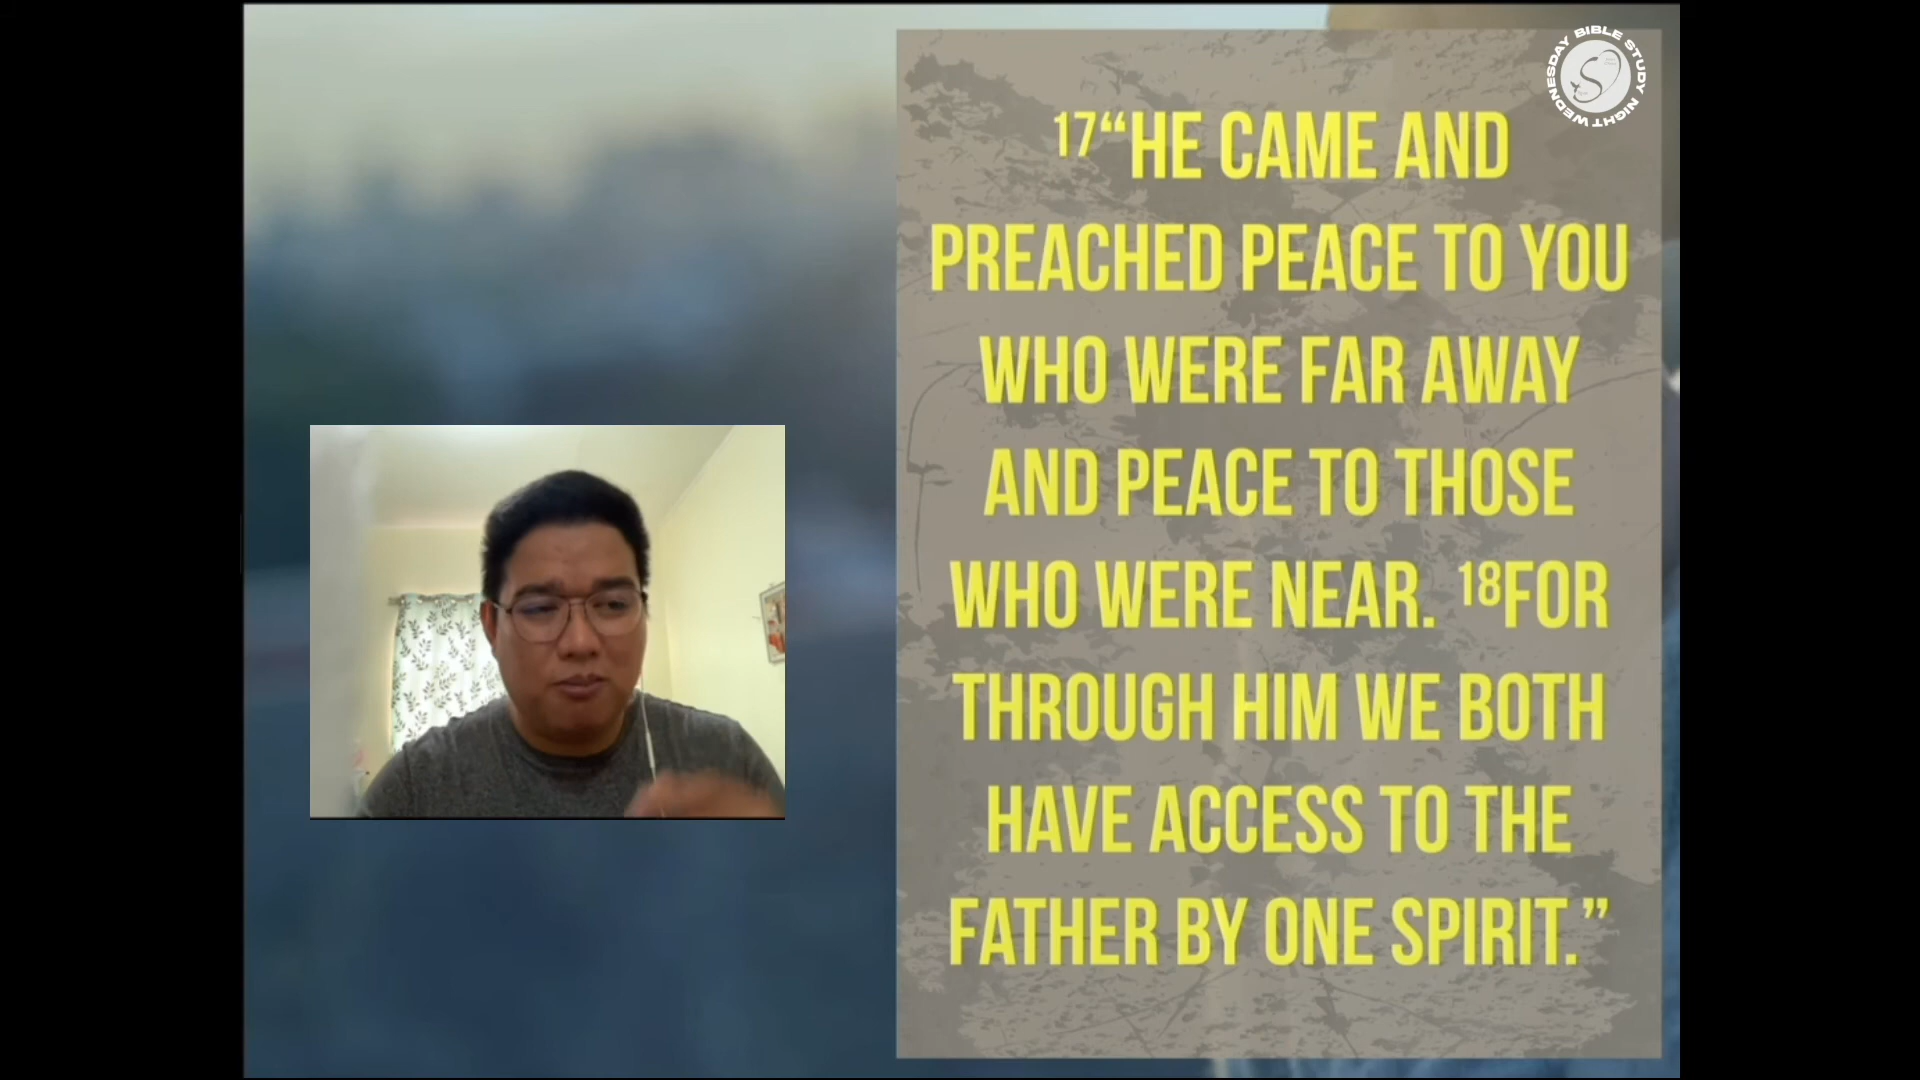 WEDNESDAY BIBLE STUDY NIGHT
S
¹⁷“HE CAME AND
PREACHED PEACE TO YOU
WHO WERE FAR AWAY
AND PEACE TO THOSE
WHO WERE NEAR. ¹⁸FOR
THROUGH HIM WE BOTH
HAVE ACCESS TO THE
FATHER BY ONE SPIRIT.”